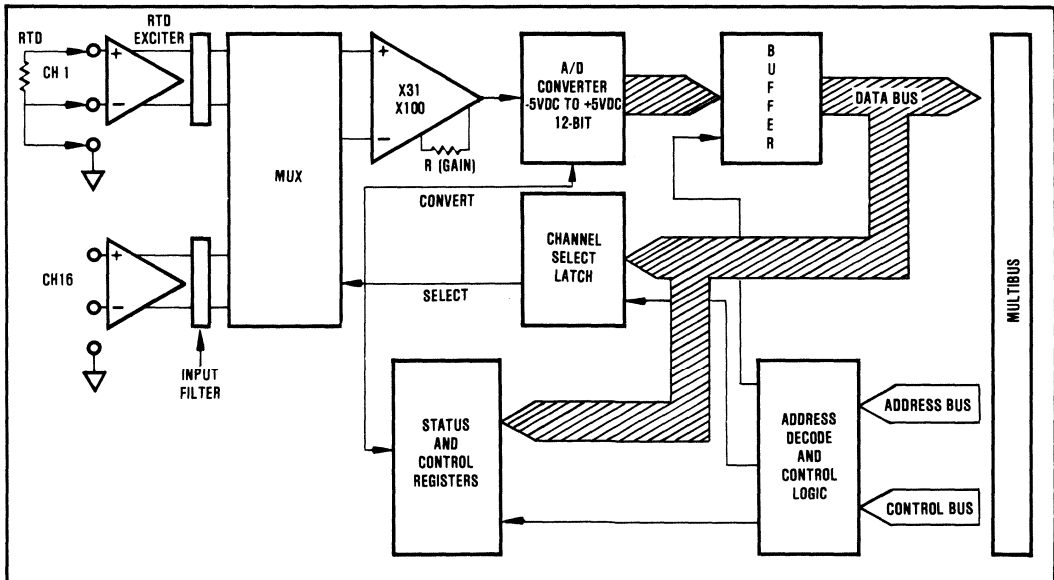 RTD
RTD
EXCITER
CH 1
+
−
MUX
+
−
X31
X100
R (GAIN)
A/D
CONVERTER
-5VDC TO +5VDC
12-BIT
B
U
F
F
E
R
DATA BUS
MULTIBUS
CONVERT
CHANNEL
SELECT
LATCH
SELECT
CH16
+
−
INPUT
FILTER
STATUS
AND
CONTROL
REGISTERS
ADDRESS
DECODE
AND
CONTROL
LOGIC
ADDRESS BUS
CONTROL BUS